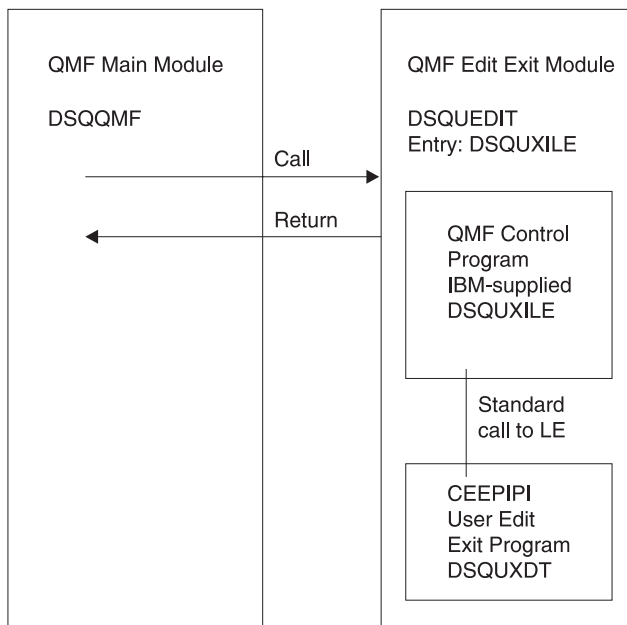 QMF Main Module
DSQQMF
Call
Return
QMF Edit Exit Module
DSQUEDIT
Entry: DSQUXILE
QMF Control
Program
IBM-supplied
DSQUXILE
Standard
call to LE
CEEPIPI
User Edit
Exit Program
DSQUXDT